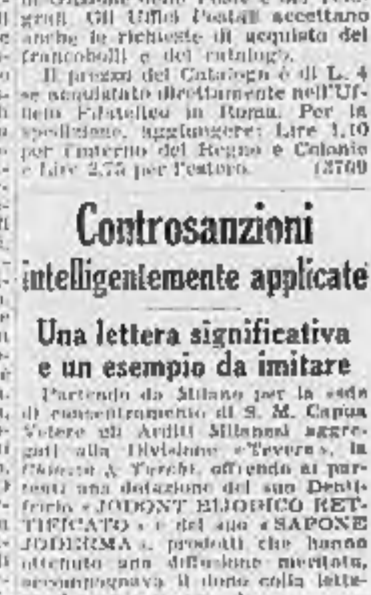 grafi. Gli Uffici Postali accettano
anche le richieste di acquisto dei
francobolli e del catalogo.
Il prezzo del Catalogo è di L. 4
se acquistato direttamente nell'Uf-
ficio Filatelico in Roma. Per la
spedizione, aggiungere: Lire 1,10
per l'interno del Regno e Colonie
e Lire 2,75 per l'estero.
Controsanzioni
intelligentemente applicate
Una lettera significativa
e un esempio da imitare
Partendo da Milano per la sede
di concentramento di S. M. Capua
Vetere gli Arditi Milanesi aggre-
gati alla Divisione «Tevere», la
& Turchi, offrendo ai par-
tenti una dotazione del suo Denti-
fricio «JODONT EUODICO RET-
TIFICATO» e del suo «SAPONE
JODERMA», prodotti che hanno
ottenuto una diffusione meritata,
accompagnava il dono colla lette-